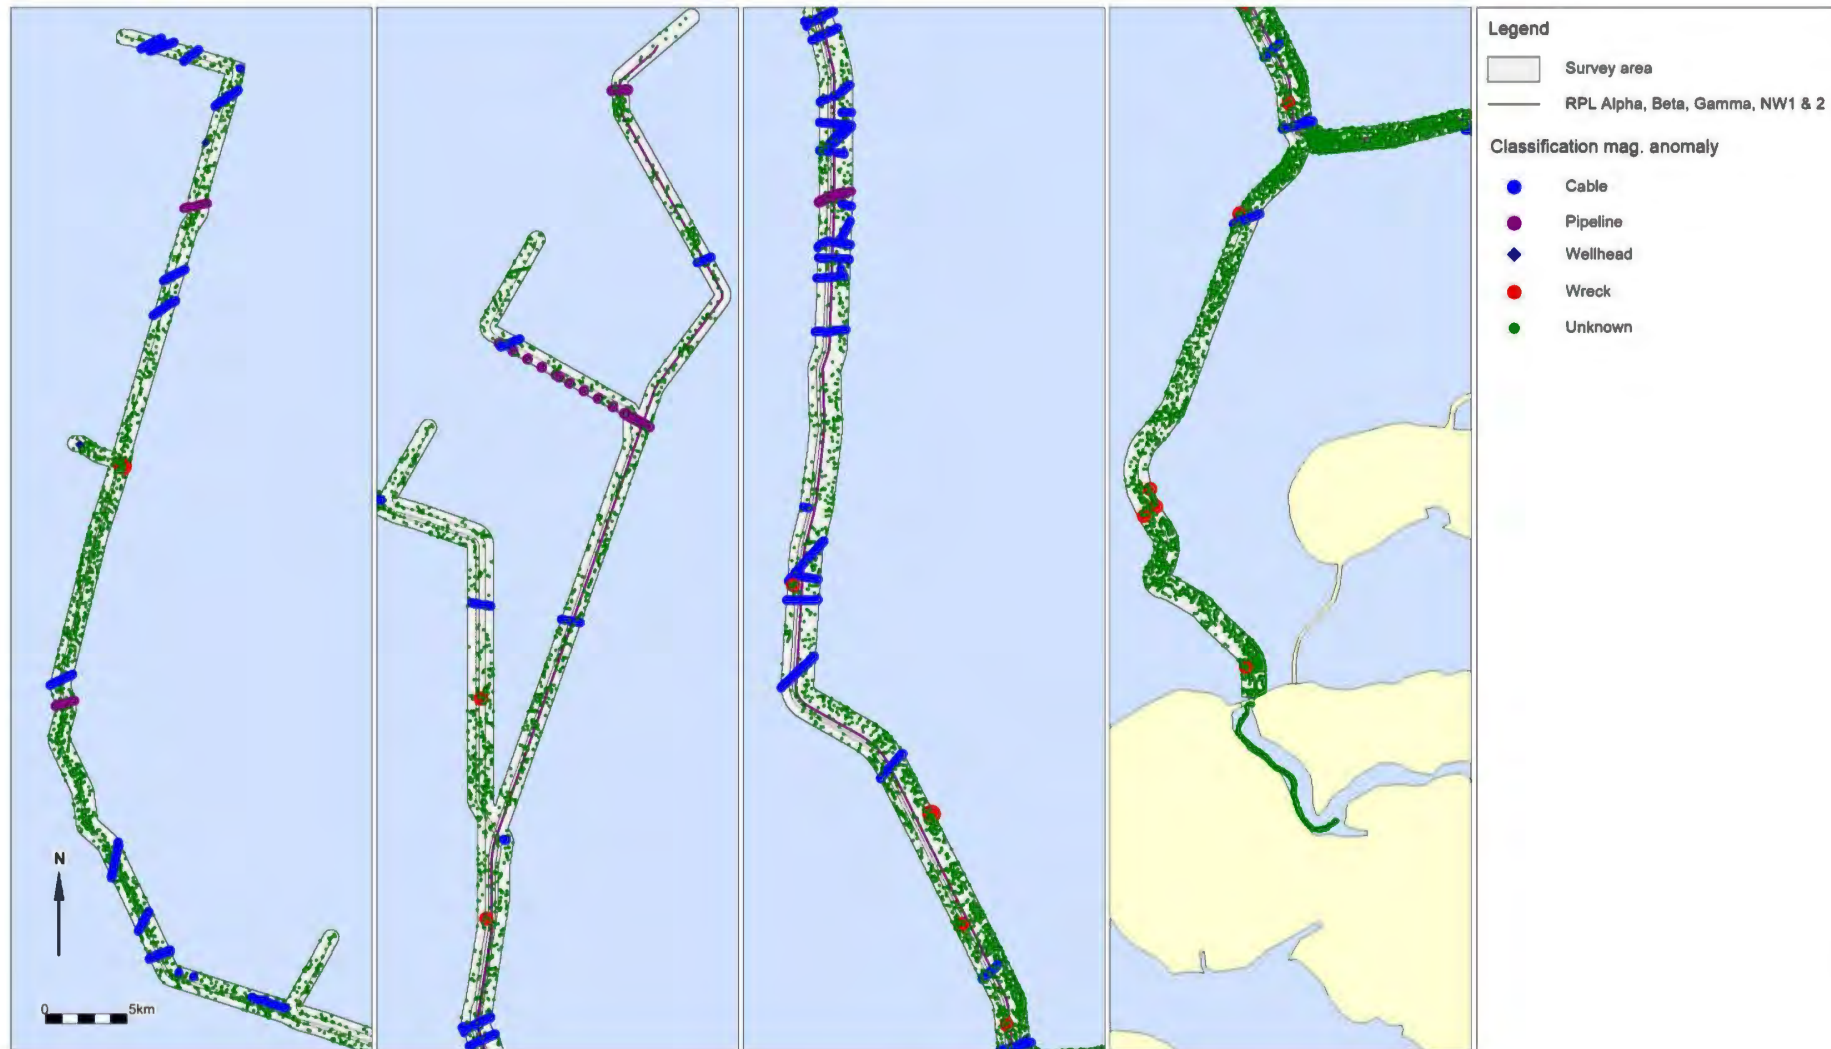 Legend
Survey area
RPL Alpha, Beta, Gamma, NW1 & 2
Classification mag. anomaly
Cable
Pipeline
Wellhead
Wreck
Unknown
N
0 5km